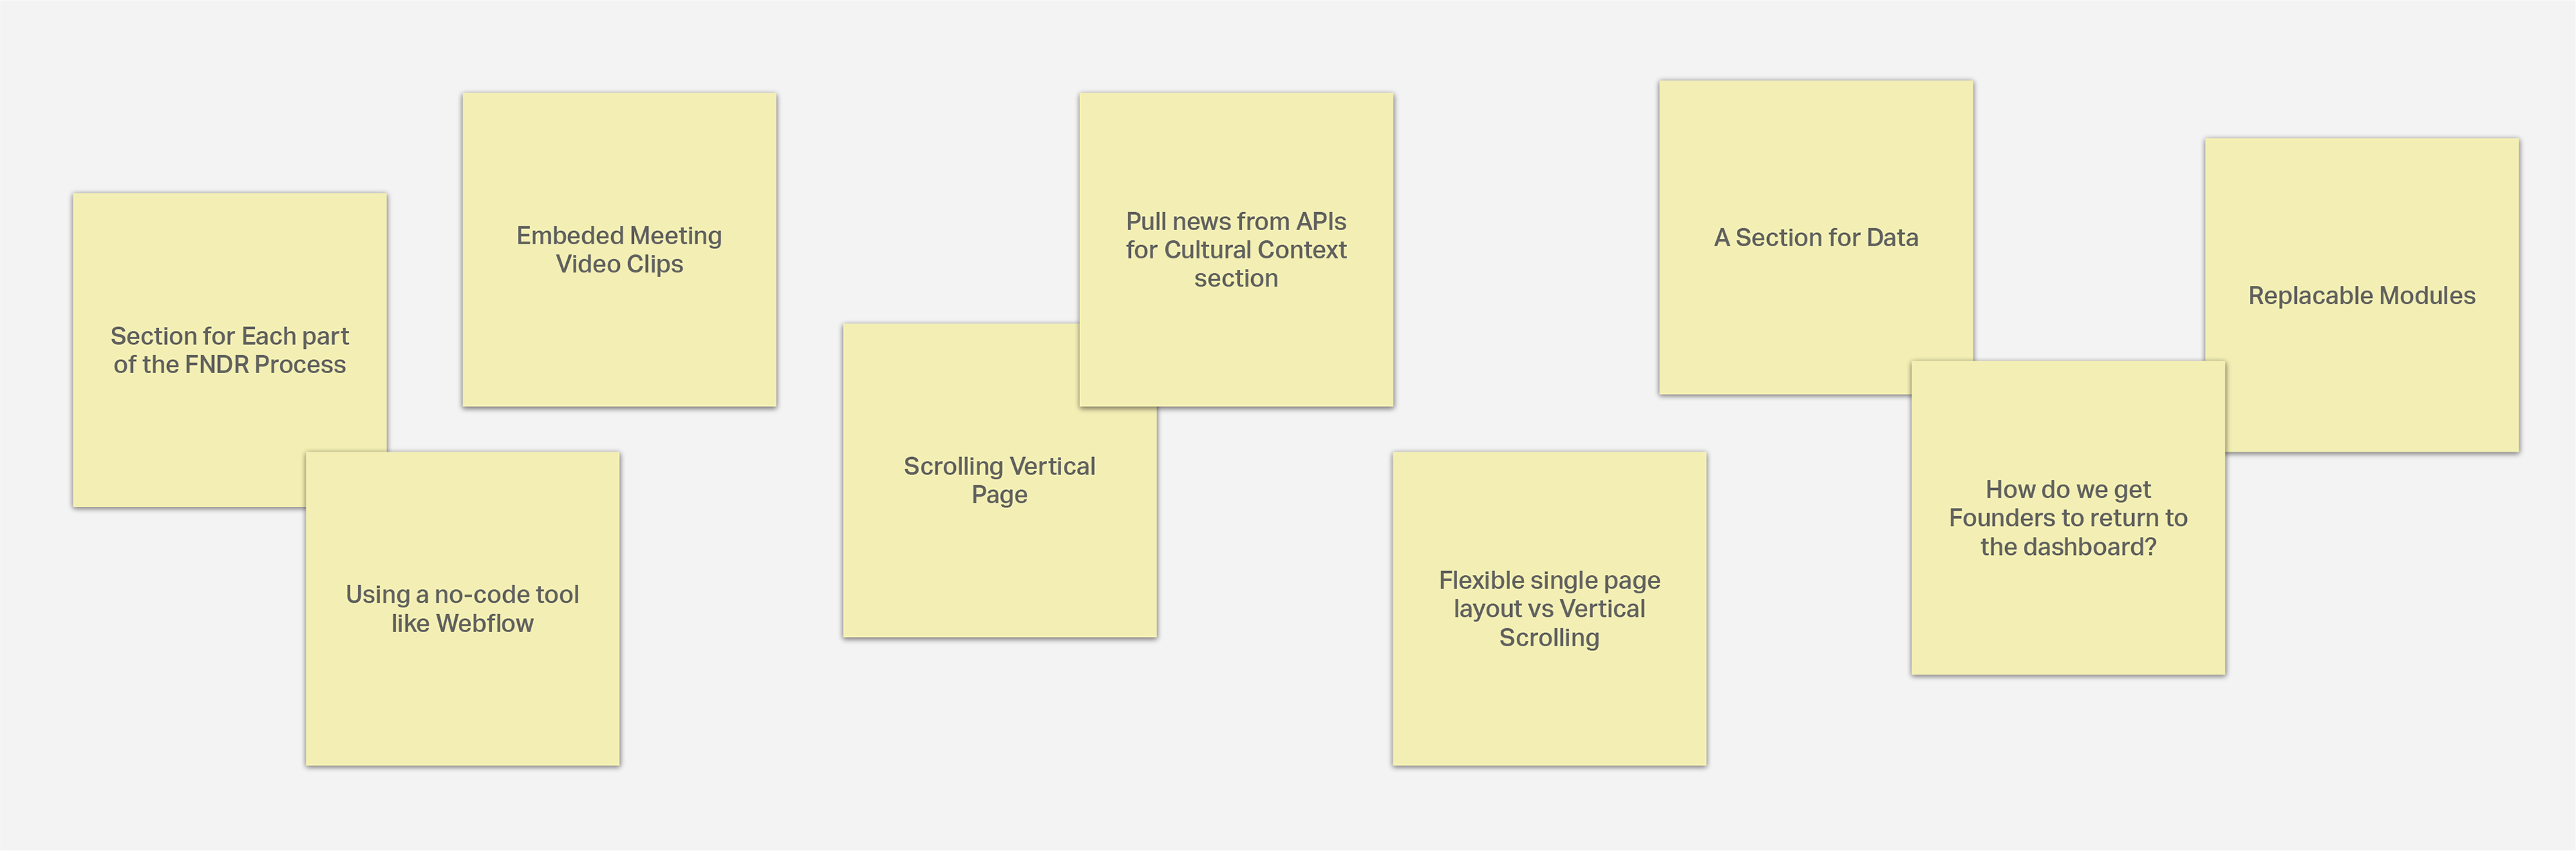 Section for Each part
of the FNDR Process
Using a no-code tool
like Webflow
Embeded Meeting
Video Clips
Scrolling Vertical
Page
Pull news from APIs
for Cultural Context
section
Flexible single page
layout vs Vertical
Scrolling
A Section for Data
How do we get
Founders to return to
the dashboard?
Replacable Modules